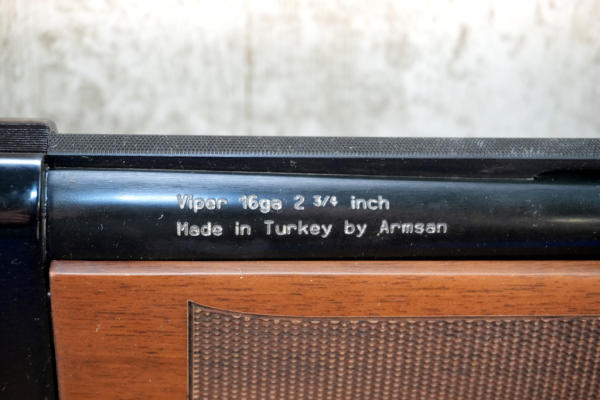 Viper 16ga 2 3/4 inch
Made in Turkey by Armsan